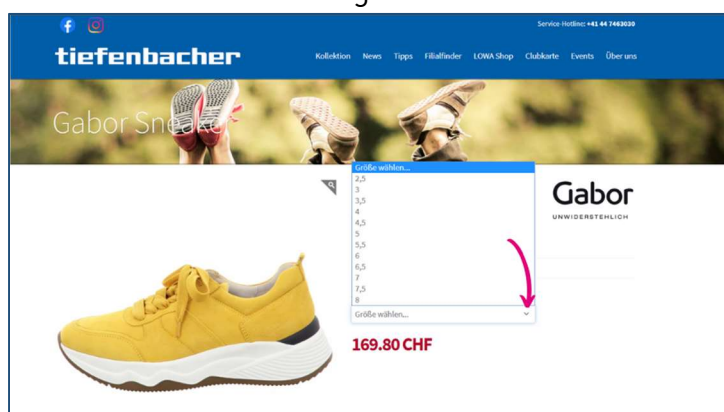 Service-Hotline: +41 44 7463030
tiefenbacher
Kollektion News Tipps Filialfinder LOWA Shop Clubkarte Events Über uns
Gabor Sneaker
Größe wählen...
2,5
3
3,5
4
4,5
5
5,5
6
6,5
7
7,5
8
Größe wählen...
Gabor
UNWIDERSTEHLICH
169.80 CHF